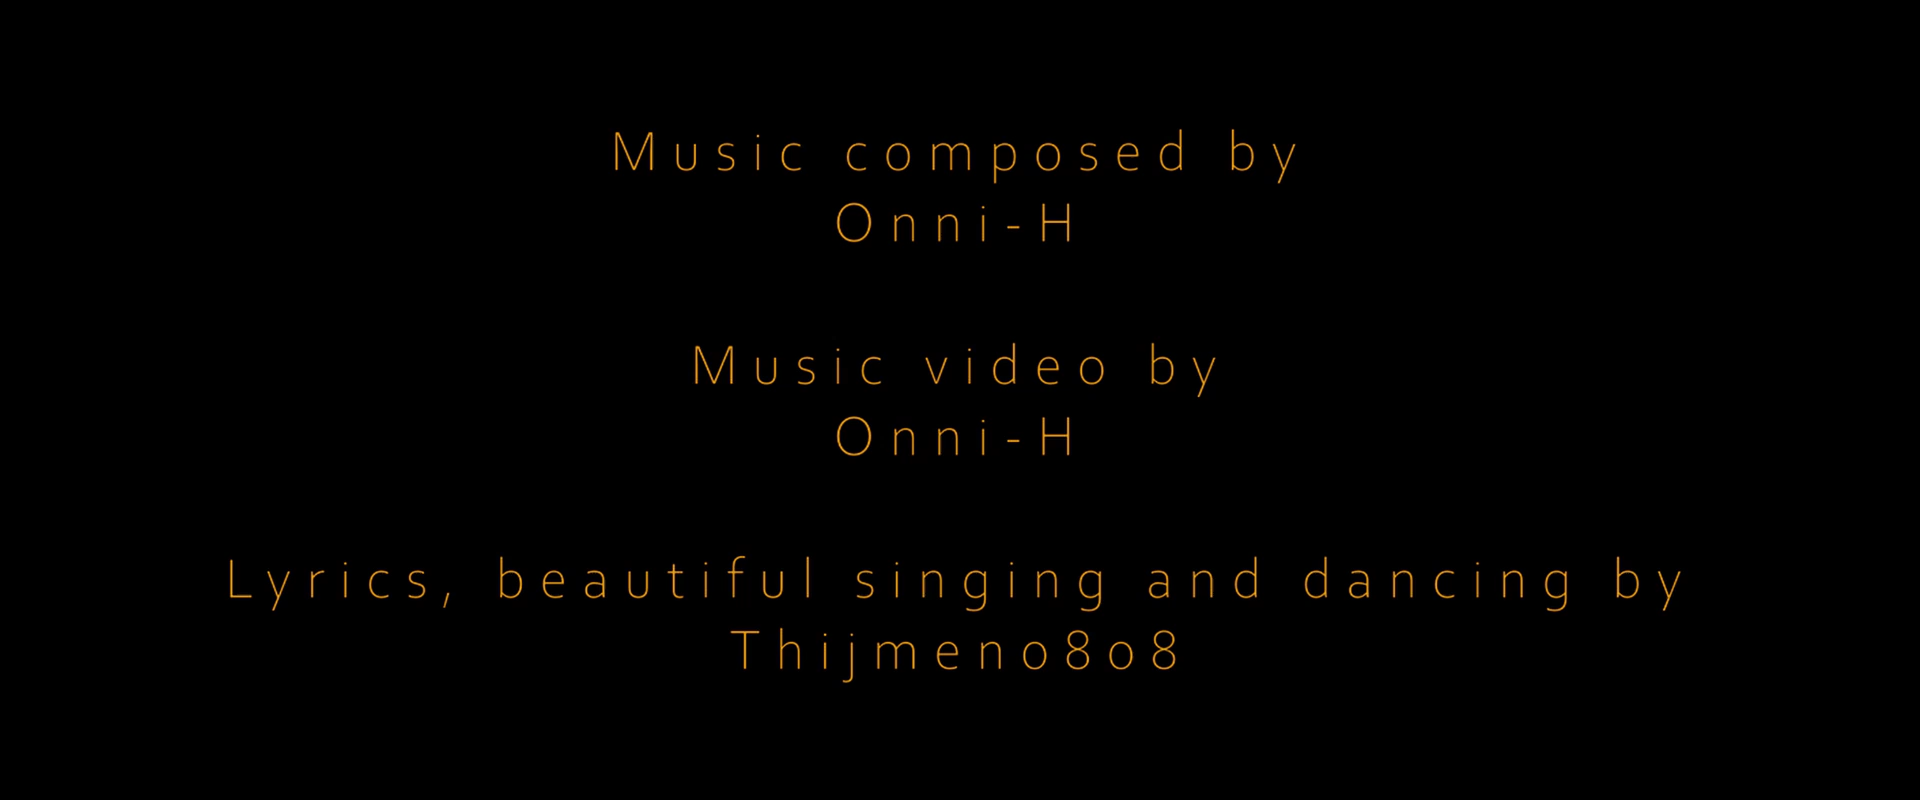 Music composed by
Onni-H
Music video by
Onni-H
Lyrics, beautiful singing and dancing by
Thijmen0808